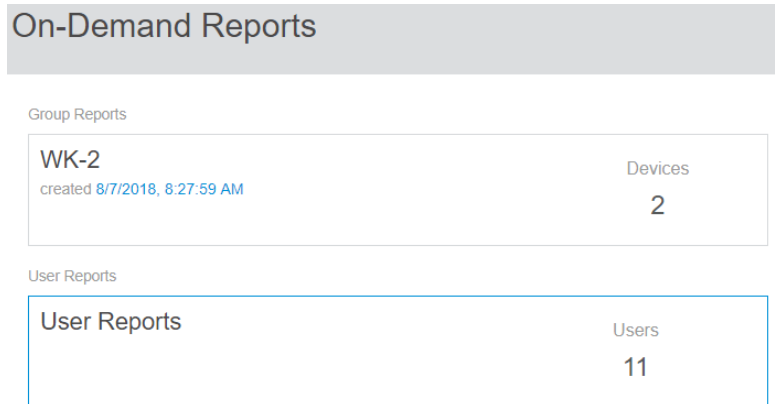 On-Demand Reports
Group Reports
WK-2
created 8/7/2018, 8:27:59 AM
Devices
2
User Reports
User Reports
Users
11